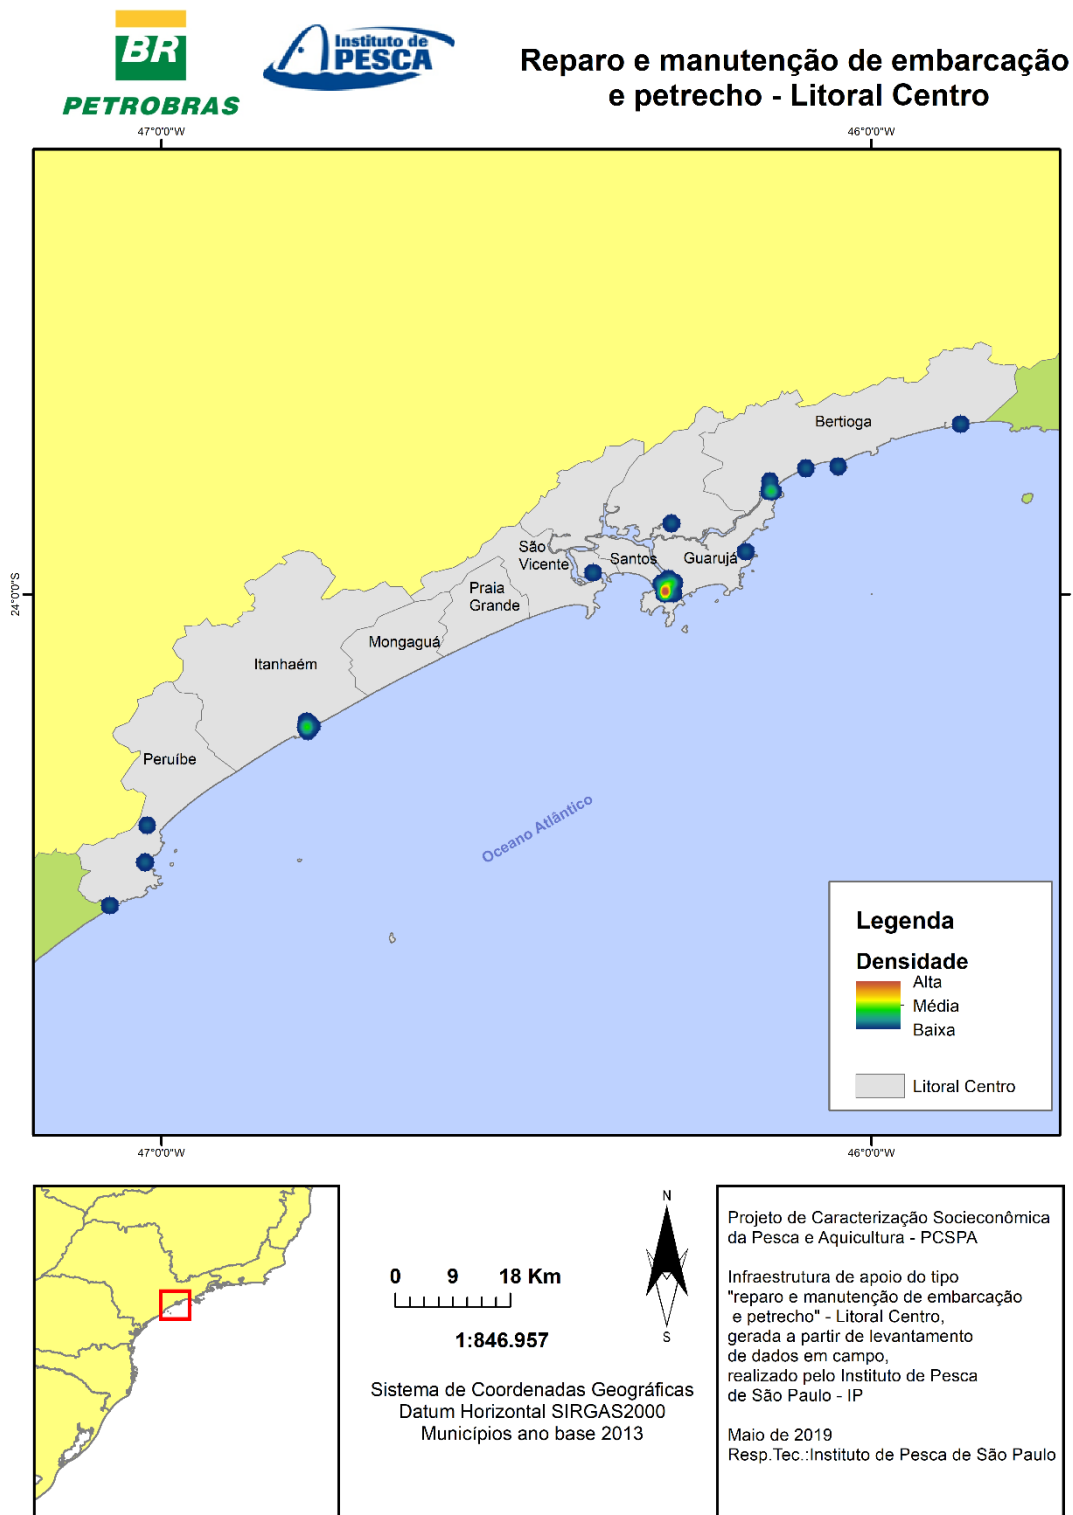 BR
PETROBRAS
Instituto de
PESCA
Reparo e manutenção de embarcação
e petrecho - Litoral Centro
47°0'0"W
46°0'0"W
24°0'0"S
Bertioga
São
Vicente
Santos
Guarujá
Praia
Grande
Mongaguá
Itanhaém
Peruíbe
Oceano Atlântico
Legenda
Densidade
Alta
Média
Baixa
Litoral Centro
47°0'0"W
46°0'0"W
0 9 18 Km
1:846.957
Sistema de Coordenadas Geográficas
Datum Horizontal SIRGAS2000
Municípios ano base 2013
N
S
Projeto de Caracterização Socieconômica
da Pesca e Aquicultura - PCSPA
Infraestrutura de apoio do tipo
"reparo e manutenção de embarcação
e petrecho" - Litoral Centro,
gerada a partir de levantamento
de dados em campo,
realizado pelo Instituto de Pesca
de São Paulo - IP
Maio de 2019
Resp.Tec.:Instituto de Pesca de São Paulo